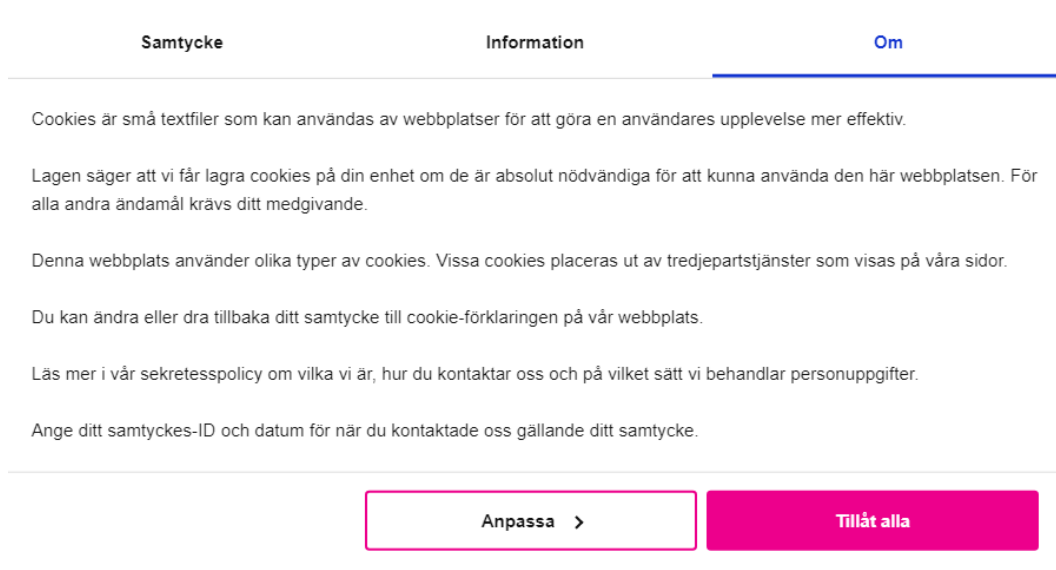 Samtycke
Information
Om
Cookies är små textfiler som kan användas av webbplatser för att göra en användares upplevelse mer effektiv.
Lagen säger att vi får lagra cookies på din enhet om de är absolut nödvändiga för att kunna använda den här webbplatsen. För
alla andra ändamål krävs ditt medgivande.
Denna webbplats använder olika typer av cookies. Vissa cookies placeras ut av tredjepartstjänster som visas på våra sidor.
Du kan ändra eller dra tillbaka ditt samtycke till cookie-förklaringen på vår webbplats.
Läs mer i vår sekretesspolicy om vilka vi är, hur du kontaktar oss och på vilket sätt vi behandlar personuppgifter.
Ange ditt samtyckes-ID och datum för när du kontaktade oss gällande ditt samtycke.
Anpassa
Tillåt alla